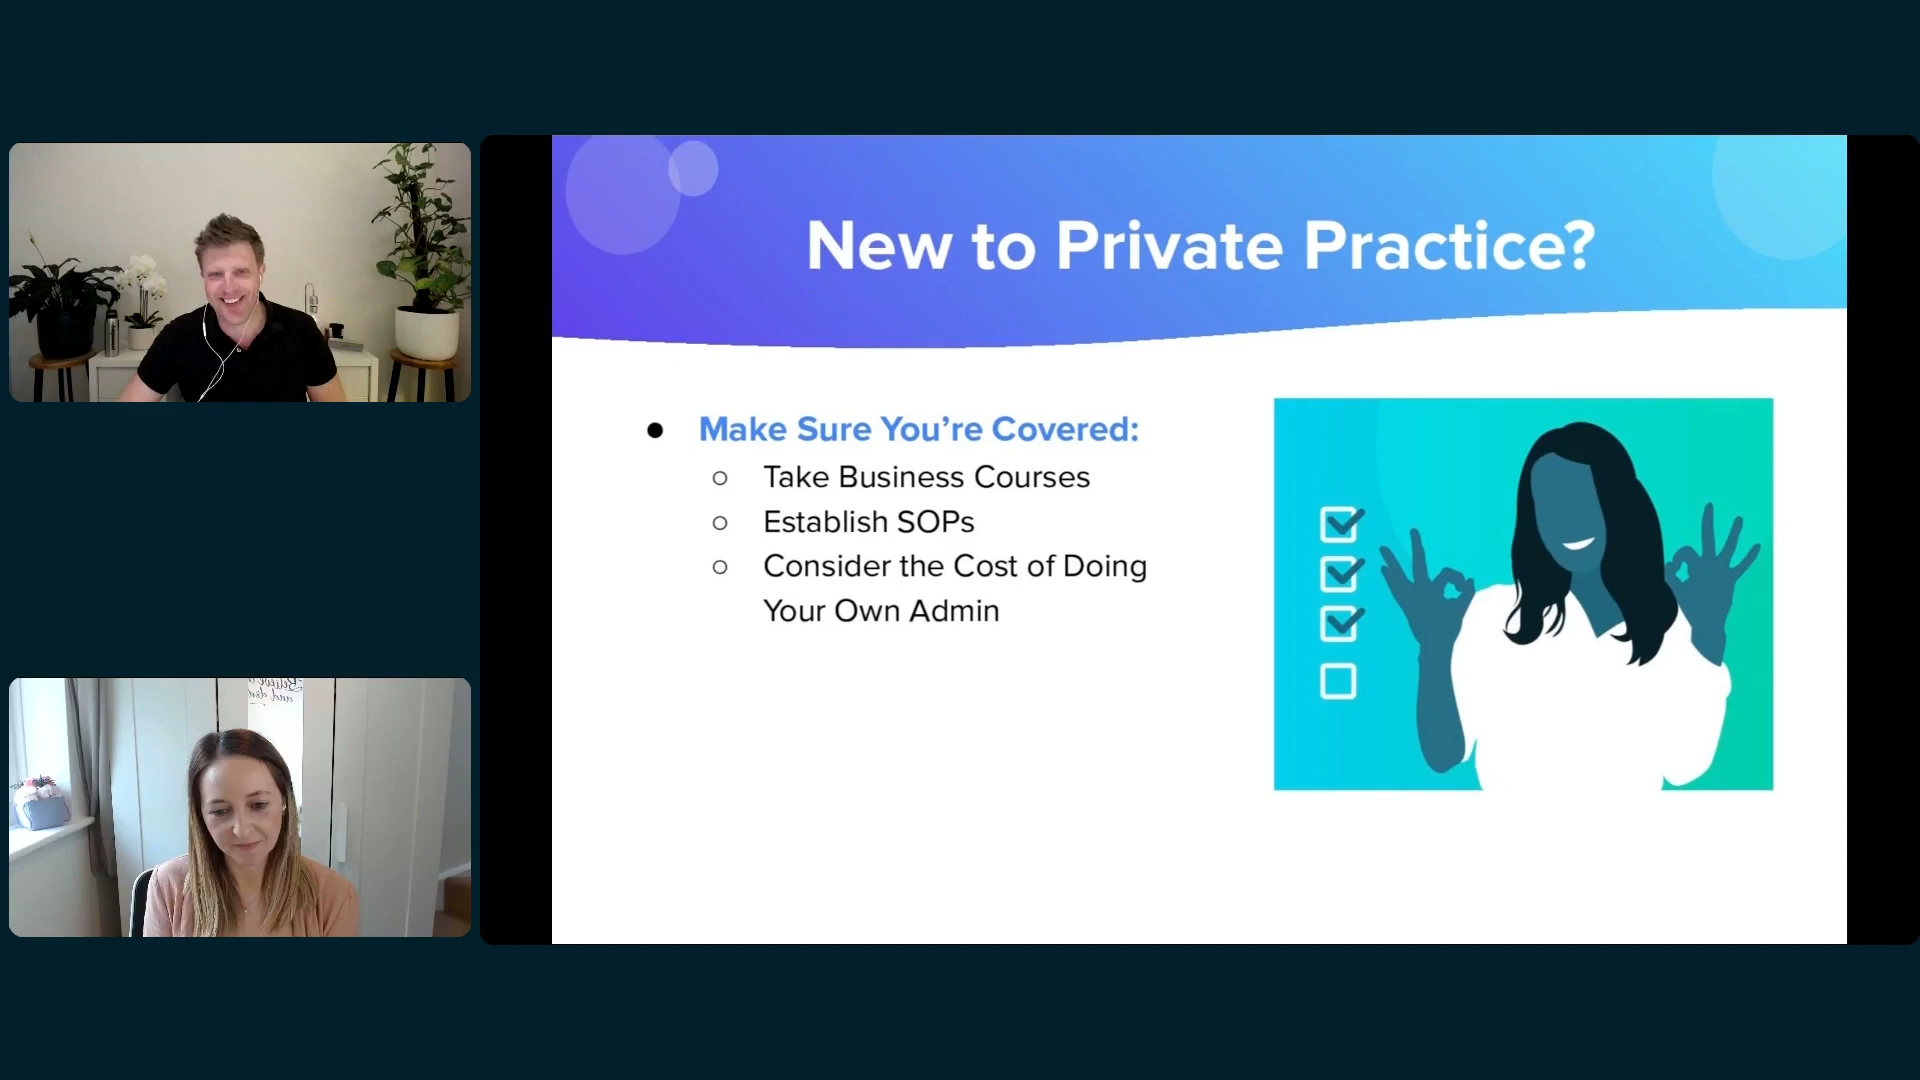 New to Private Practice?
● Make Sure You’re Covered:
○ Take Business Courses
○ Establish SOPs
○ Consider the Cost of Doing
Your Own Admin